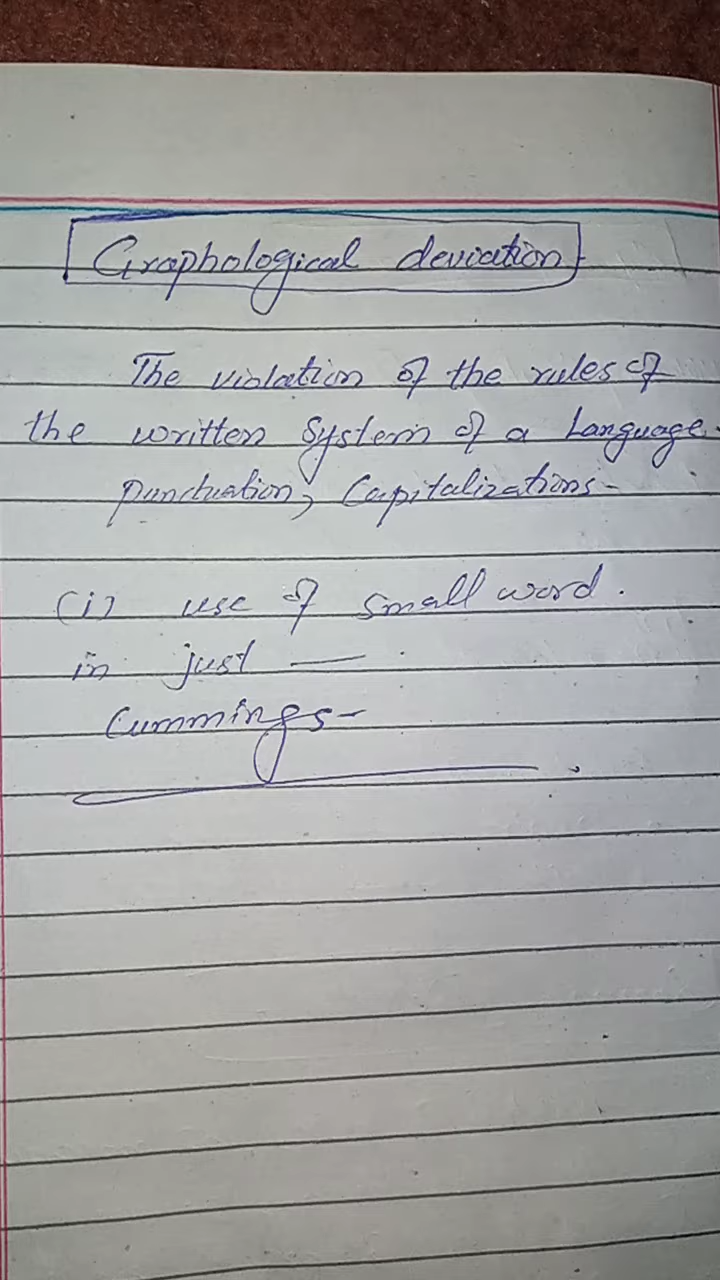 Graphological deviation
The violation of the rules of
the written System of a Language.
punctuation, Capitalizations-
(i) use of small word.
in just —.
Cummings-